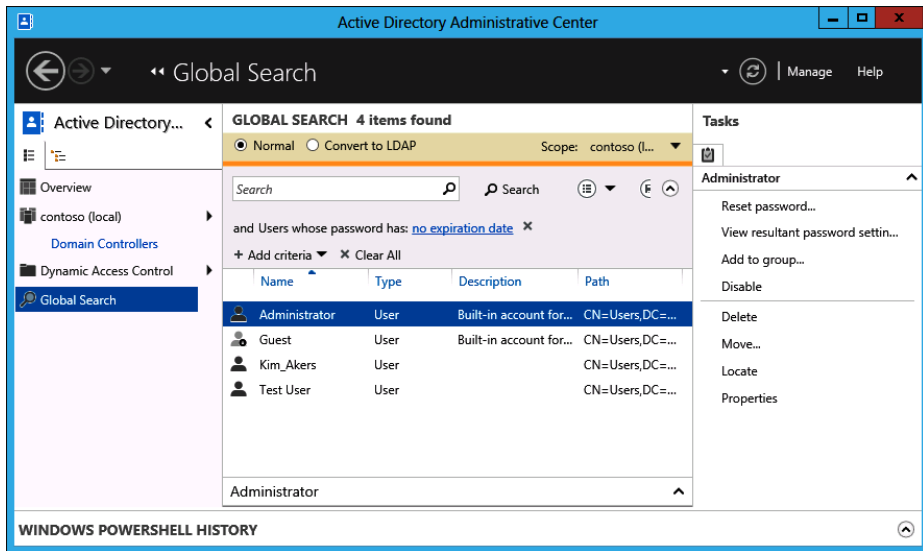 Active Directory Administrative Center
Global Search
Manage Help
Active Directory...
Overview
contoso (local)
Domain Controllers
Dynamic Access Control
Global Search
GLOBAL SEARCH 4 items found
Normal Convert to LDAP Scope: contoso (l...
Search Search
and Users whose password has: no expiration date
Add criteria Clear All
Name Type Description Path
Administrator User Built-in account for... CN=Users,DC=...
Guest User Built-in account for... CN=Users,DC=...
Kim_Akers User CN=Users,DC=...
Test User User CN=Users,DC=...
Administrator
Tasks
Administrator
Reset password...
View resultant password settin...
Add to group...
Disable
Delete
Move...
Locate
Properties
WINDOWS POWERSHELL HISTORY